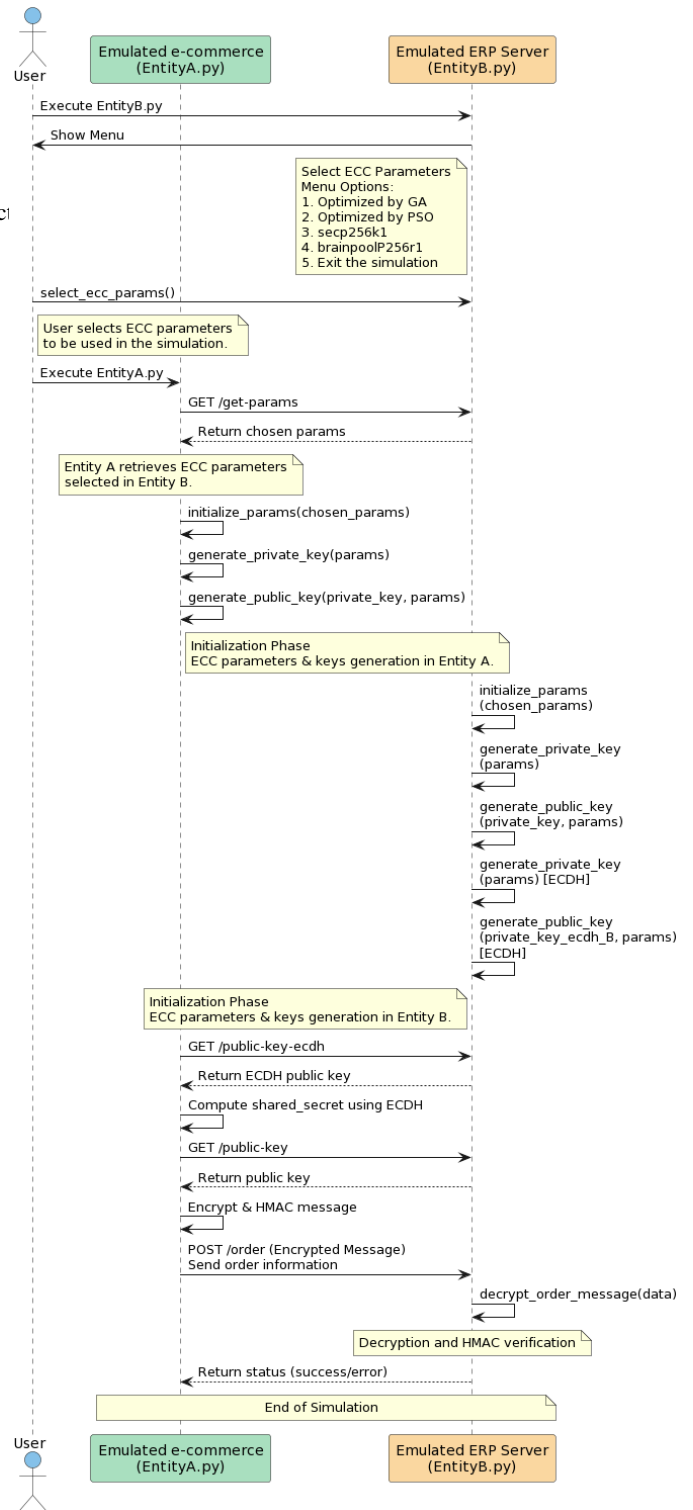 User
Emulated e-commerce
(EntityA.py)
Emulated ERP Server
(EntityB.py)
Execute EntityB.py
Show Menu
Select ECC Parameters
Menu Options:
1. Optimized by GA
2. Optimized by PSO
3. secp256k1
4. brainpoolP256r1
5. Exit the simulation
select_ecc_params()
User selects ECC parameters
to be used in the simulation.
Execute EntityA.py
GET /get-params
Return chosen params
Entity A retrieves ECC parameters
selected in Entity B.
initialize_params(chosen_params)
generate_private_key(params)
generate_public_key(private_key, params)
Initialization Phase
ECC parameters & keys generation in Entity A.
initialize_params
(chosen_params)
generate_private_key
(params)
generate_public_key
(private_key, params)
generate_private_key
(params) [ECDH]
generate_public_key
(private_key_ecdh_B, params)
[ECDH]
Initialization Phase
ECC parameters & keys generation in Entity B.
GET /public-key-ecdh
Return ECDH public key
Compute shared_secret using ECDH
GET /public-key
Return public key
Encrypt & HMAC message
POST /order (Encrypted Message)
Send order information
decrypt_order_message(data)
Decryption and HMAC verification
Return status (success/error)
End of Simulation
User
Emulated e-commerce
(EntityA.py)
Emulated ERP Server
(EntityB.py)